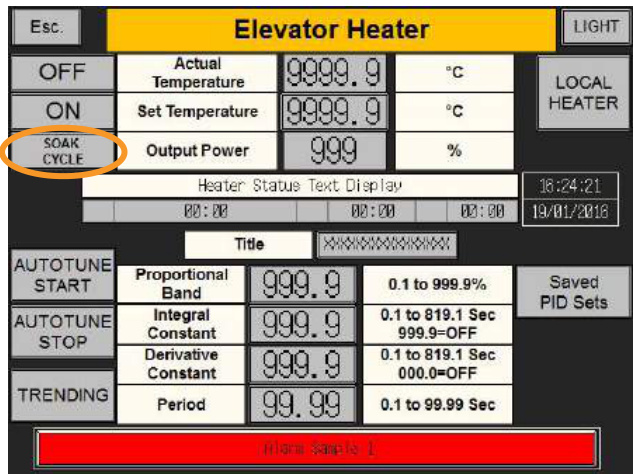 Esc.
Elevator Heater
LIGHT
OFF
Actual
Temperature
9999.9
°C
LOCAL
HEATER
ON
Set Temperature
9999.9
°C
SOAK
CYCLE
Output Power
999
%
Heater Status Text Display
16:24:21
00:00
00:00
00:00
19/01/2016
Title
XXXXXXXXXXXXXXXX
AUTOTUNE
START
Proportional
Band
999.9
0.1 to 999.9%
Saved
PID Sets
AUTOTUNE
STOP
Integral
Constant
999.9
0.1 to 819.1 Sec
999.9=OFF
Derivative
Constant
999.9
0.1 to 819.1 Sec
000.0=OFF
TRENDING
Period
99.99
0.1 to 99.99 Sec
Alarm Sample 1